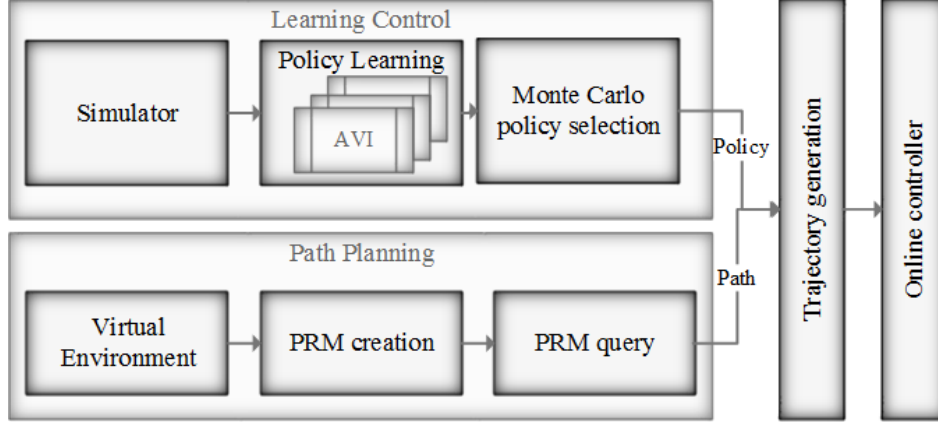 Learning Control
Simulator
Policy Learning
AVI
Monte Carlo
policy selection
Policy
Path Planning
Virtual
Environment
PRM creation
PRM query
Path
Trajectory generation
Online controller